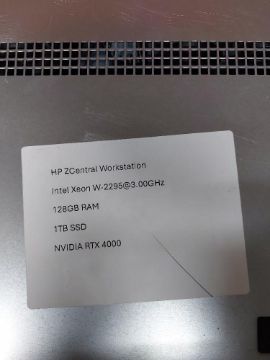 HP ZCentral Workstation
Intel Xeon W-2295@3.00GHz
128GB RAM
1TB SSD
NVIDIA RTX 4000